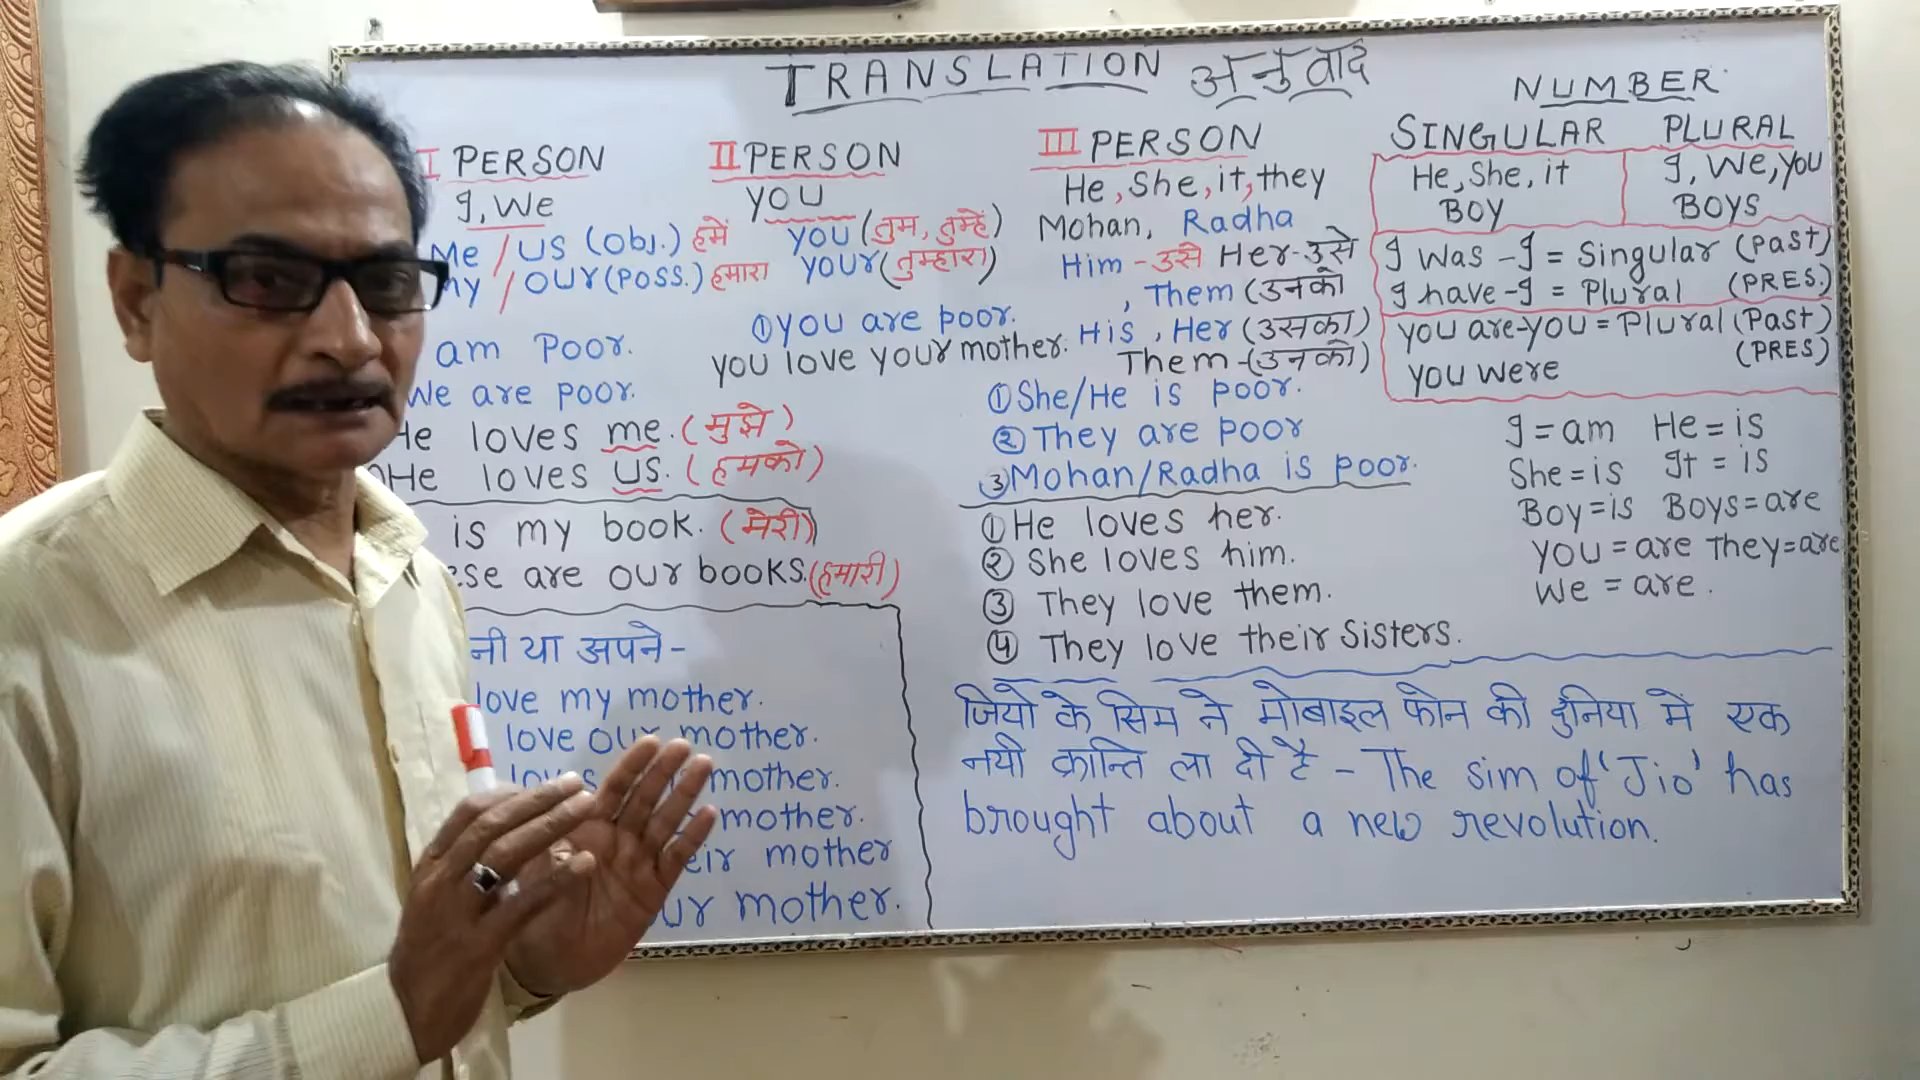 TRANSLATION अनुवाद
I PERSON
I, We
Me / US (Obj.) हमें
My / OUR (POSS.) हमारा
am Poor.
We are poor.
He loves me. (मुझे)
He loves US. (हमको)
is my book. (मेरी)
ese are our books. (हमारी)
नी या अपने-
love my mother.
love our mother.
loves mother.
mother.
eir mother
ur mother.
II PERSON
YOU
YOU (तुम, तुम्हें)
YOUR (तुम्हारा)
① YOU are poor.
YOU love YOUR mother.
III PERSON
He, She, it, they
Mohan, Radha
Him - उसे Her - उसे
, Them (उनको
His, Her (उसका)
Them - (उनको)
① She/He is poor.
② They are poor
③ Mohan/Radha is poor.
① He loves her.
② She loves him.
③ They love them.
④ They love their Sisters.
जियो के सिम ने मोबाइल फोन की दुनिया में एक
नयी क्रान्ति ला दी है - The sim of 'Jio' has
brought about a new revolution.
NUMBER
SINGULAR PLURAL
He, She, it I, We, YOU
BOY BOYS
I Was - I = Singular (Past)
I have - I = Plural (PRES.)
YOU are - YOU = Plural (Past)
(PRES)
YOU were
I = am He = is
She = is It = is
Boy = is Boys = are
YOU = are They = are
We = are.